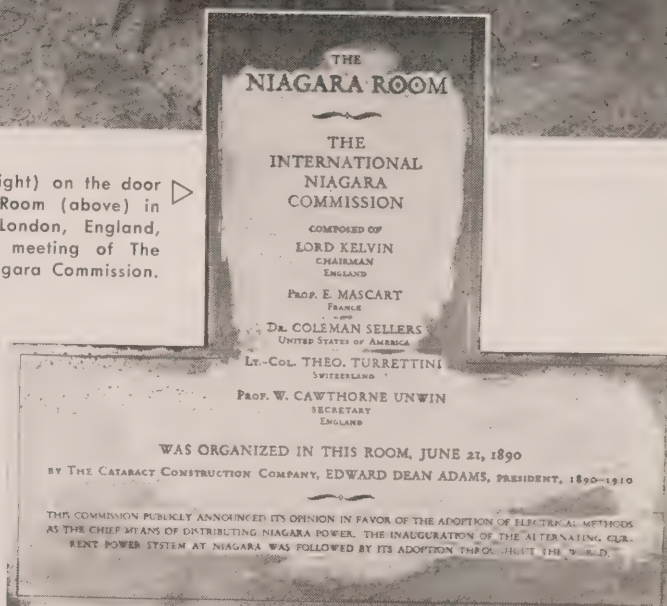 ight) on the door
Room (above) in
London, England,
meeting of The
gara Commission.
THE
NIAGARA ROOM
THE
INTERNATIONAL
NIAGARA
COMMISSION
COMPOSED OF
LORD KELVIN
CHAIRMAN
ENGLAND
PROF. E. MASCART
FRANCE
DR. COLEMAN SELLERS
UNITED STATES OF AMERICA
LT.-COL. THEO. TURRETTINI
SWITZERLAND
PROF. W. CAWTHORNE UNWIN
SECRETARY
ENGLAND
WAS ORGANIZED IN THIS ROOM, JUNE 21, 1890
BY THE CATARACT CONSTRUCTION COMPANY, EDWARD DEAN ADAMS, PRESIDENT, 1890-1910
THIS COMMISSION PUBLICLY ANNOUNCED ITS OPINION IN FAVOR OF THE ADOPTION OF ELECTRICAL METHODS
AS THE CHIEF MEANS OF DISTRIBUTING NIAGARA POWER. THE INAUGURATION OF THE ALTERNATING CUR-
RENT POWER SYSTEM AT NIAGARA WAS FOLLOWED BY ITS ADOPTION THROUGHOUT THE WORLD.